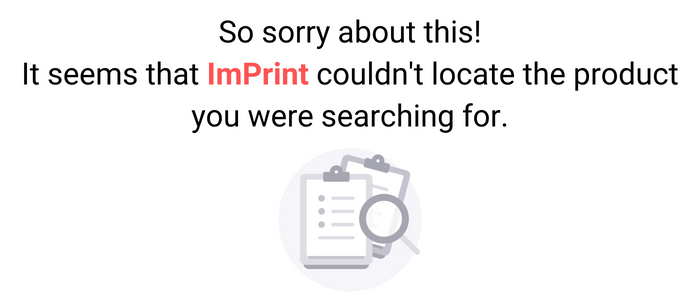 So sorry about this!
It seems that ImPrint couldn't locate the product
you were searching for.